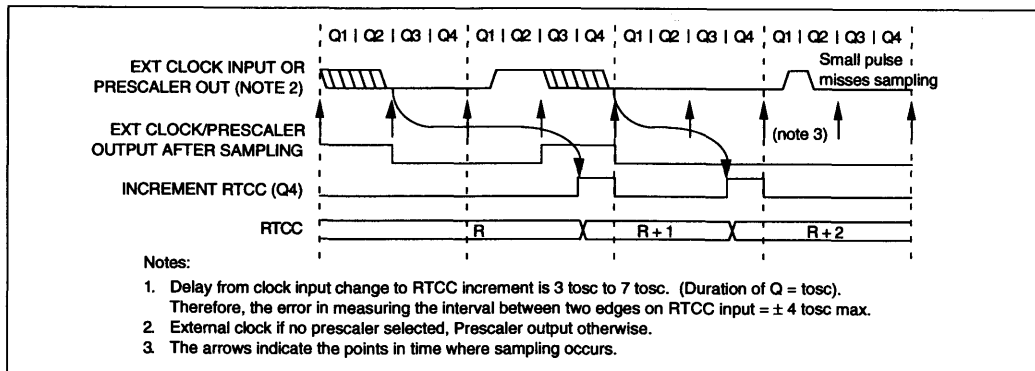 Q1 | Q2 | Q3 | Q4 | Q1 | Q2 | Q3 | Q4 | Q1 | Q2 | Q3 | Q4 | Q1 | Q2 | Q3 | Q4
EXT CLOCK INPUT OR
PRESCALER OUT (NOTE 2)
Small pulse
misses sampling
EXT CLOCK/PRESCALER
OUTPUT AFTER SAMPLING
(note 3)
INCREMENT RTCC (Q4)
RTCC
R
R + 1
R + 2
Notes:
1. Delay from clock input change to RTCC increment is 3 tosc to 7 tosc. (Duration of Q = tosc).
Therefore, the error in measuring the interval between two edges on RTCC input = ± 4 tosc max.
2. External clock if no prescaler selected, Prescaler output otherwise.
3. The arrows indicate the points in time where sampling occurs.